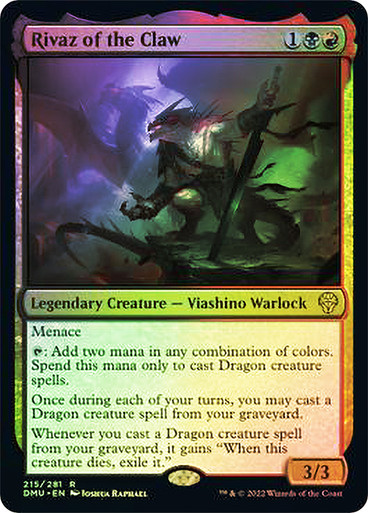 Rivaz of the Claw 1
Legendary Creature — Viashino Warlock
Menace
: Add two mana in any combination of colors.
Spend this mana only to cast Dragon creature
spells.
Once during each of your turns, you may cast a
Dragon creature spell from your graveyard.
Whenever you cast a Dragon creature spell
from your graveyard, it gains “When this
creature dies, exile it.”
3/3
215/281 R
DMU • EN Joshua Raphael
™ & © 2022 Wizards of the Coast